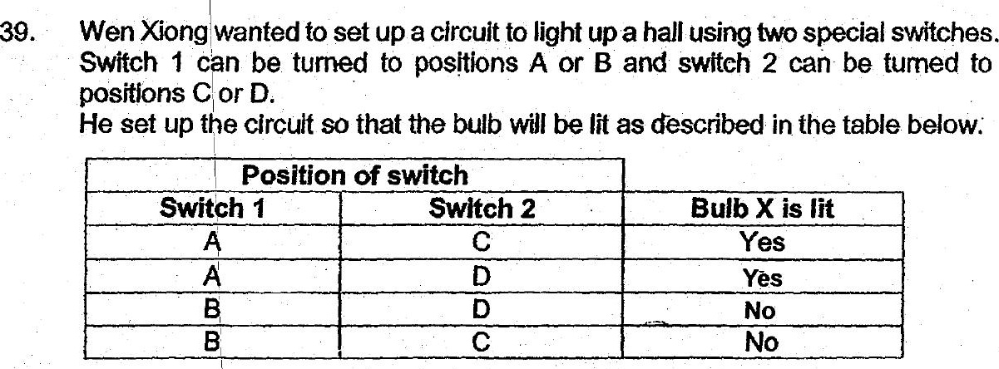 39. Wen Xiong wanted to set up a circuit to light up a hall using two special switches.
Switch 1 can be turned to positions A or B and switch 2 can be turned to
positions C or D.
He set up the circuit so that the bulb will be lit as described in the table below.
Position of switch
Switch 1 Switch 2 Bulb X is lit
A C Yes
A D Yes
B D No
B C No